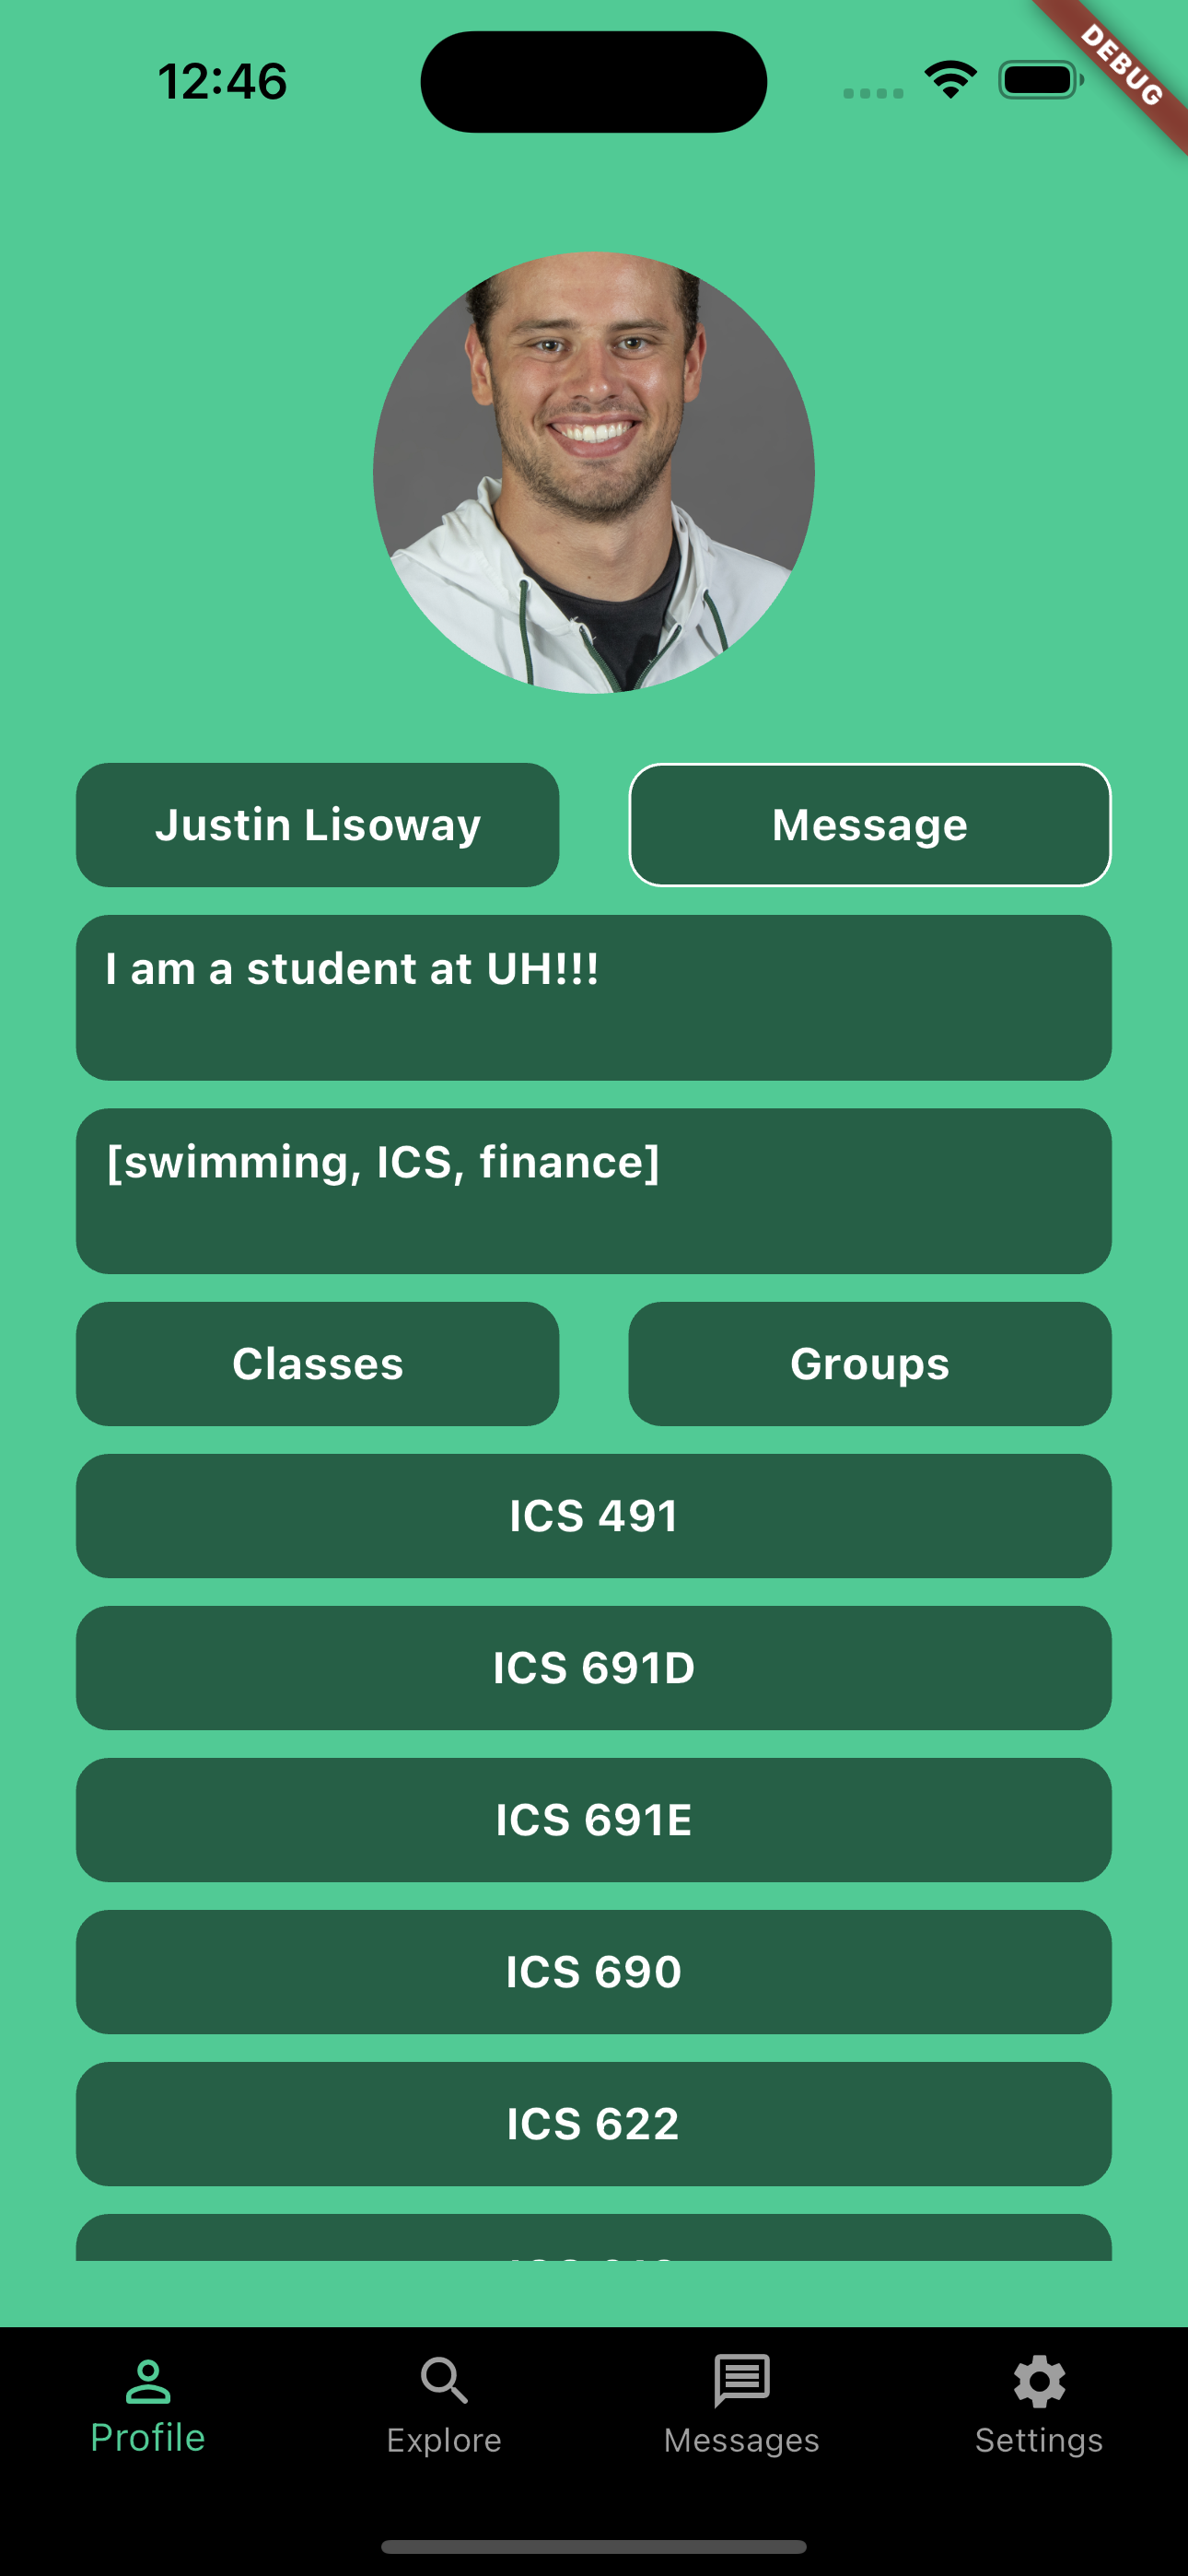 12:46
DEBUG
Justin Lisoway
Message
I am a student at UH!!!
[swimming, ICS, finance]
Classes
Groups
ICS 491
ICS 691D
ICS 691E
ICS 690
ICS 622
Profile
Explore
Messages
Settings